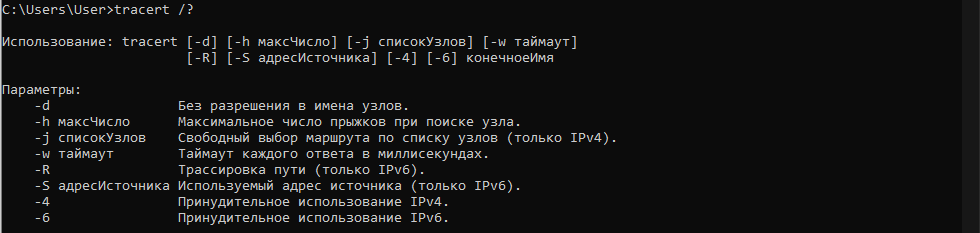 C:\Users\User>tracert /?
Использование: tracert [-d] [-h максЧисло] [-j списокУзлов] [-w таймаут]
[-R] [-S адресИсточника] [-4] [-6] конечноеИмя
Параметры:
-d Без разрешения в имена узлов.
-h максЧисло Максимальное число прыжков при поиске узла.
-j списокУзлов Свободный выбор маршрута по списку узлов (только IPv4).
-w таймаут Таймаут каждого ответа в миллисекундах.
-R Трассировка пути (только IPv6).
-S адресИсточника Используемый адрес источника (только IPv6).
-4 Принудительное использование IPv4.
-6 Принудительное использование IPv6.